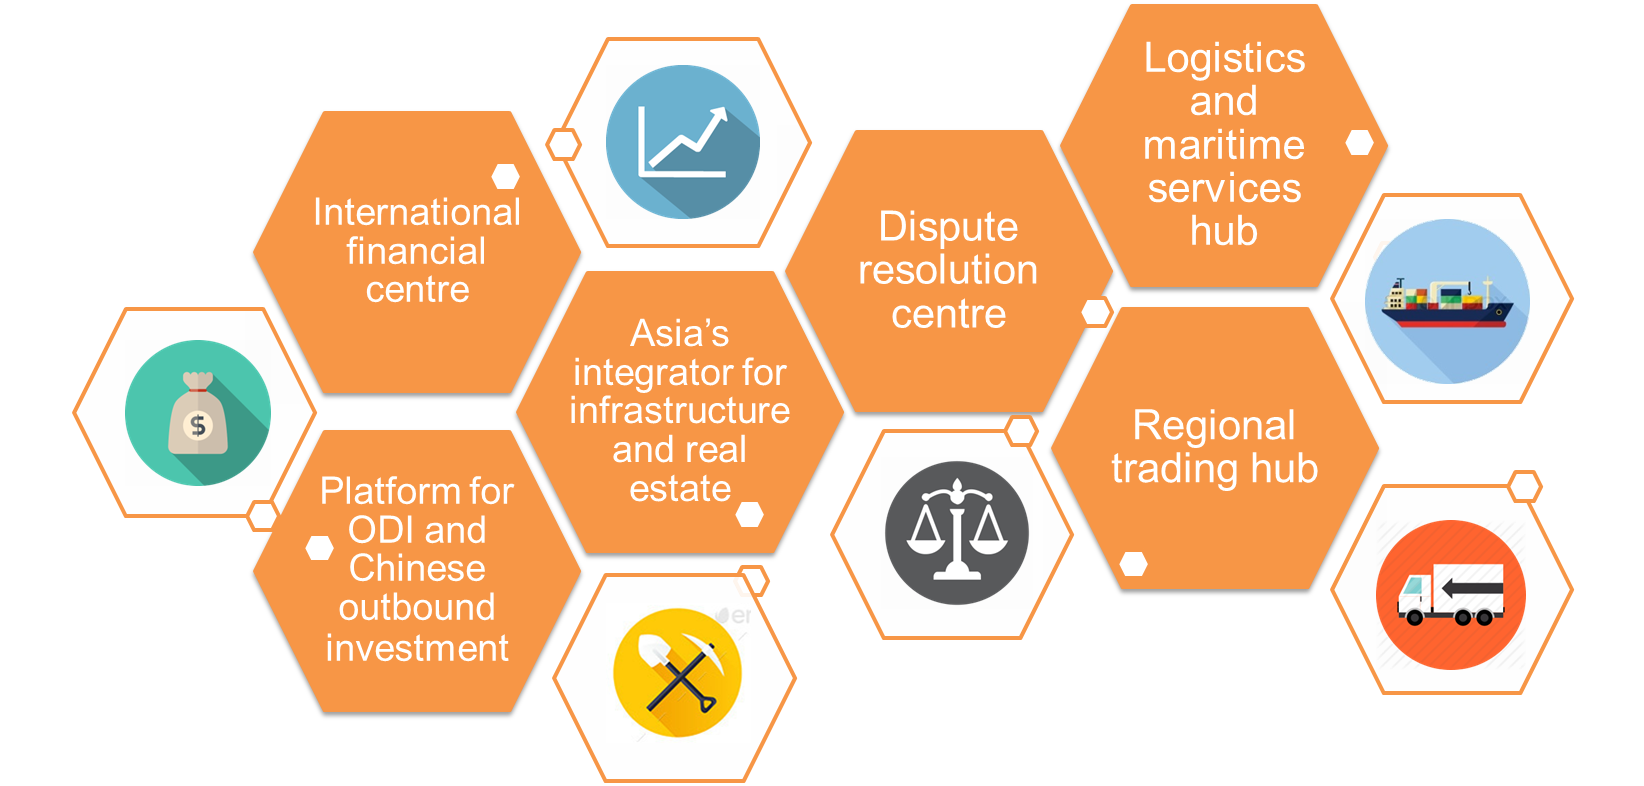 International
financial
centre
Platform for
ODI and
Chinese
outbound
investment
Asia’s
integrator for
infrastructure
and real
estate
Dispute
resolution
centre
Logistics
and
maritime
services
hub
Regional
trading hub
$